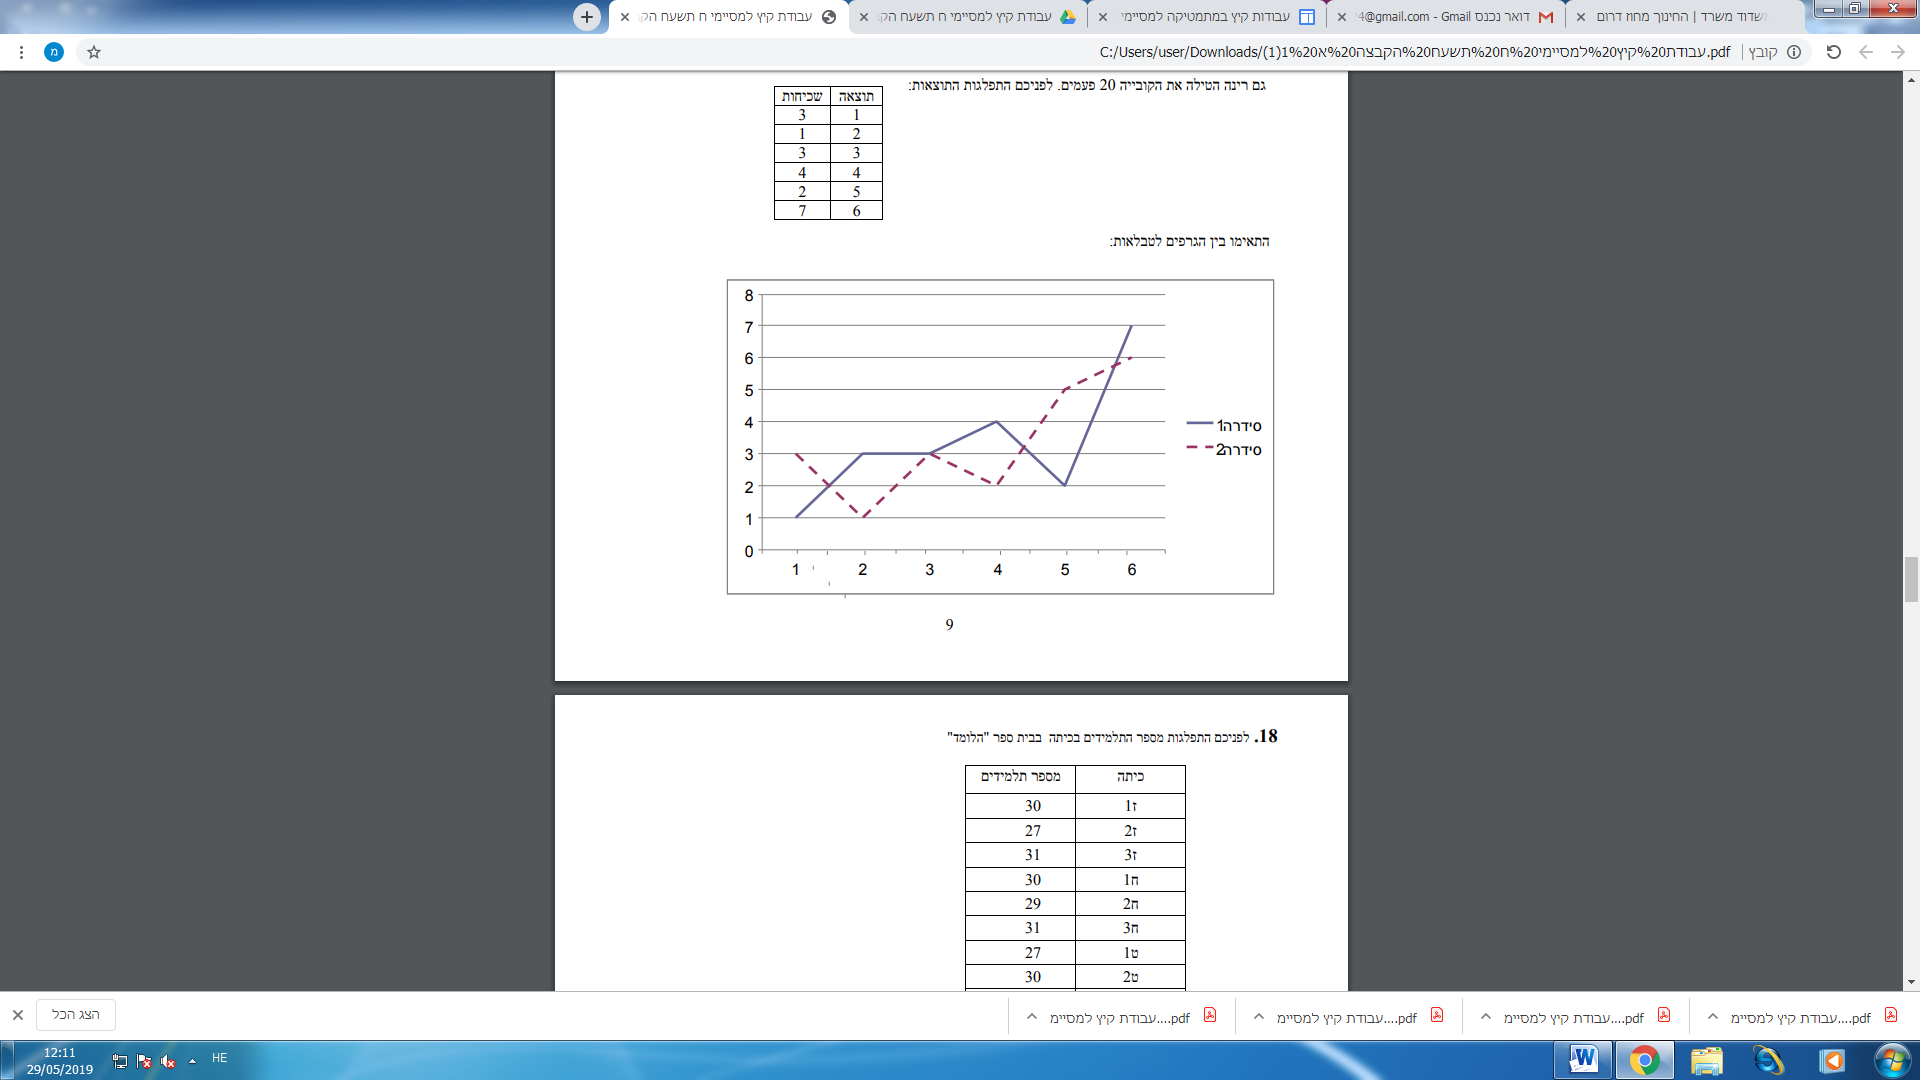 עבודת קיץ למסיימי ח תשעח הקב
עבודת קיץ למסיימי ח תשעח הקב
עבודות קיץ במתמטיקה למסיימי
דואר נכנס - Gmail - 4@gmail.com
שדוד משרד | החינוך מחוז דרום
קובץ | C:/Users/user/Downloads/(1)1%20עבודת%20קיץ%20למסיימי%20ח%20תשעח%20הקבצה%20א.pdf
מ
גם רינה הטילה את הקובייה 20 פעמים. לפניכם התפלגות התוצאות:
תוצאה שכיחות
1 3
2 1
3 3
4 4
5 2
6 7
התאימו בין הגרפים לטבלאות:
8
7
6
5
4
3
2
1
0
1 2 3 4 5 6
סידרה1
סידרה2
9
18. לפניכם התפלגות מספר התלמידים בכיתה בבית ספר "הלומד"
כיתה מספר תלמידים
ז1 30
ז2 27
ז3 31
ח1 30
ח2 29
ח3 31
ט1 27
ט2 30
הצג הכל
עבודת קיץ למסיימ....pdf
עבודת קיץ למסיימ....pdf
עבודת קיץ למסיימ....pdf
עבודת קיץ למסיימ....pdf
HE
12:11
29/05/2019